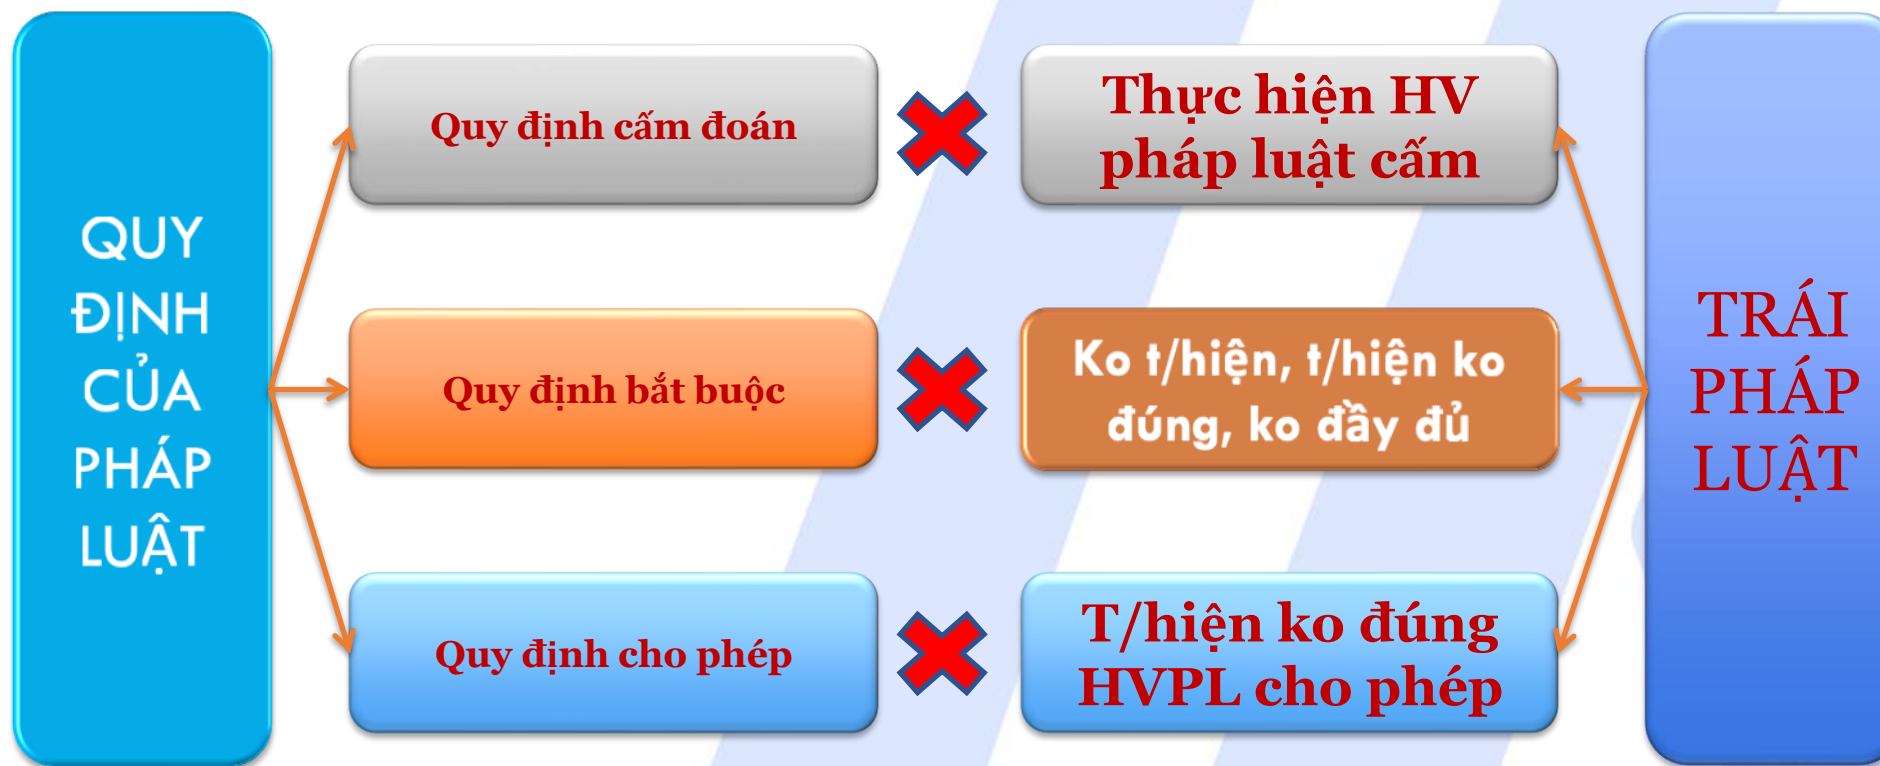 QUY
ĐỊNH
CỦA
PHÁP
LUẬT
Quy định cấm đoán
Thực hiện HV
pháp luật cấm
Quy định bắt buộc
Ko t/hiện, t/hiện ko
đúng, ko đầy đủ
Quy định cho phép
T/hiện ko đúng
HVPL cho phép
TRÁI
PHÁP
LUẬT